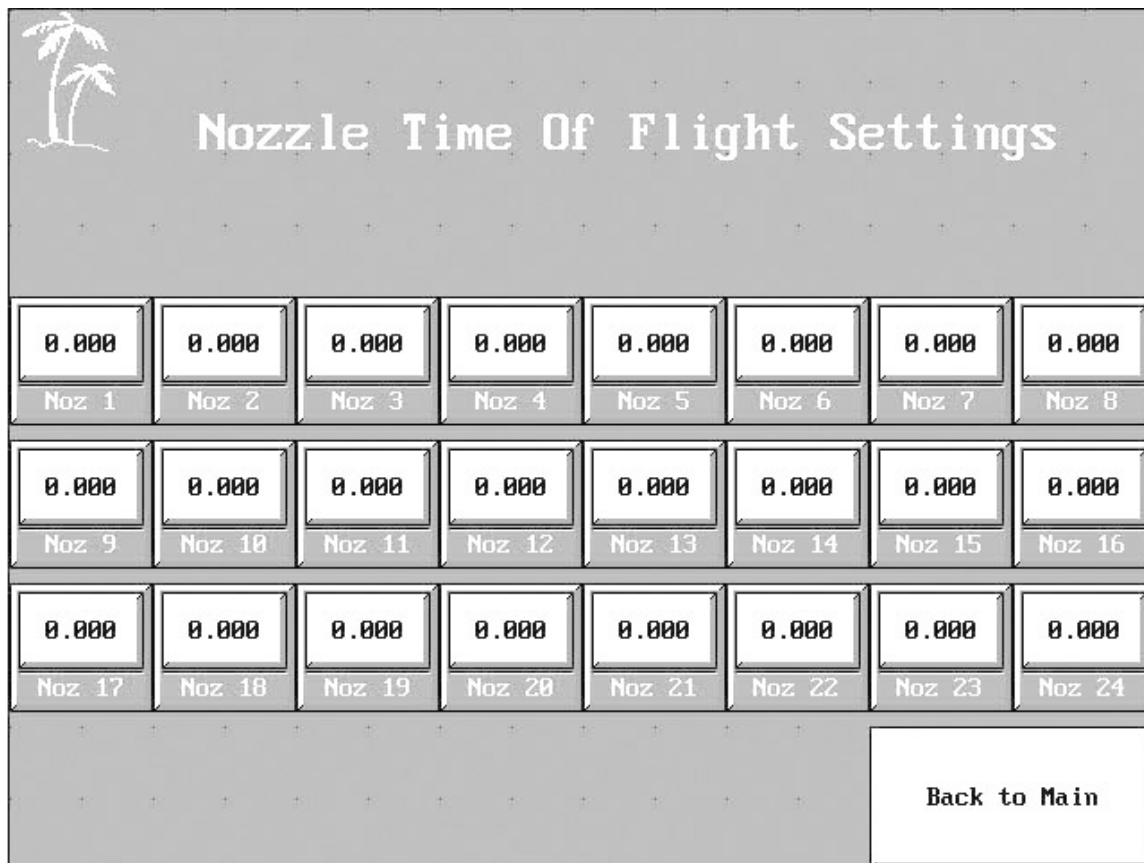 Nozzle Time Of Flight Settings
0.000 0.000 0.000 0.000 0.000 0.000 0.000 0.000
Noz 1 Noz 2 Noz 3 Noz 4 Noz 5 Noz 6 Noz 7 Noz 8
0.000 0.000 0.000 0.000 0.000 0.000 0.000 0.000
Noz 9 Noz 10 Noz 11 Noz 12 Noz 13 Noz 14 Noz 15 Noz 16
0.000 0.000 0.000 0.000 0.000 0.000 0.000 0.000
Noz 17 Noz 18 Noz 19 Noz 20 Noz 21 Noz 22 Noz 23 Noz 24
Back to Main